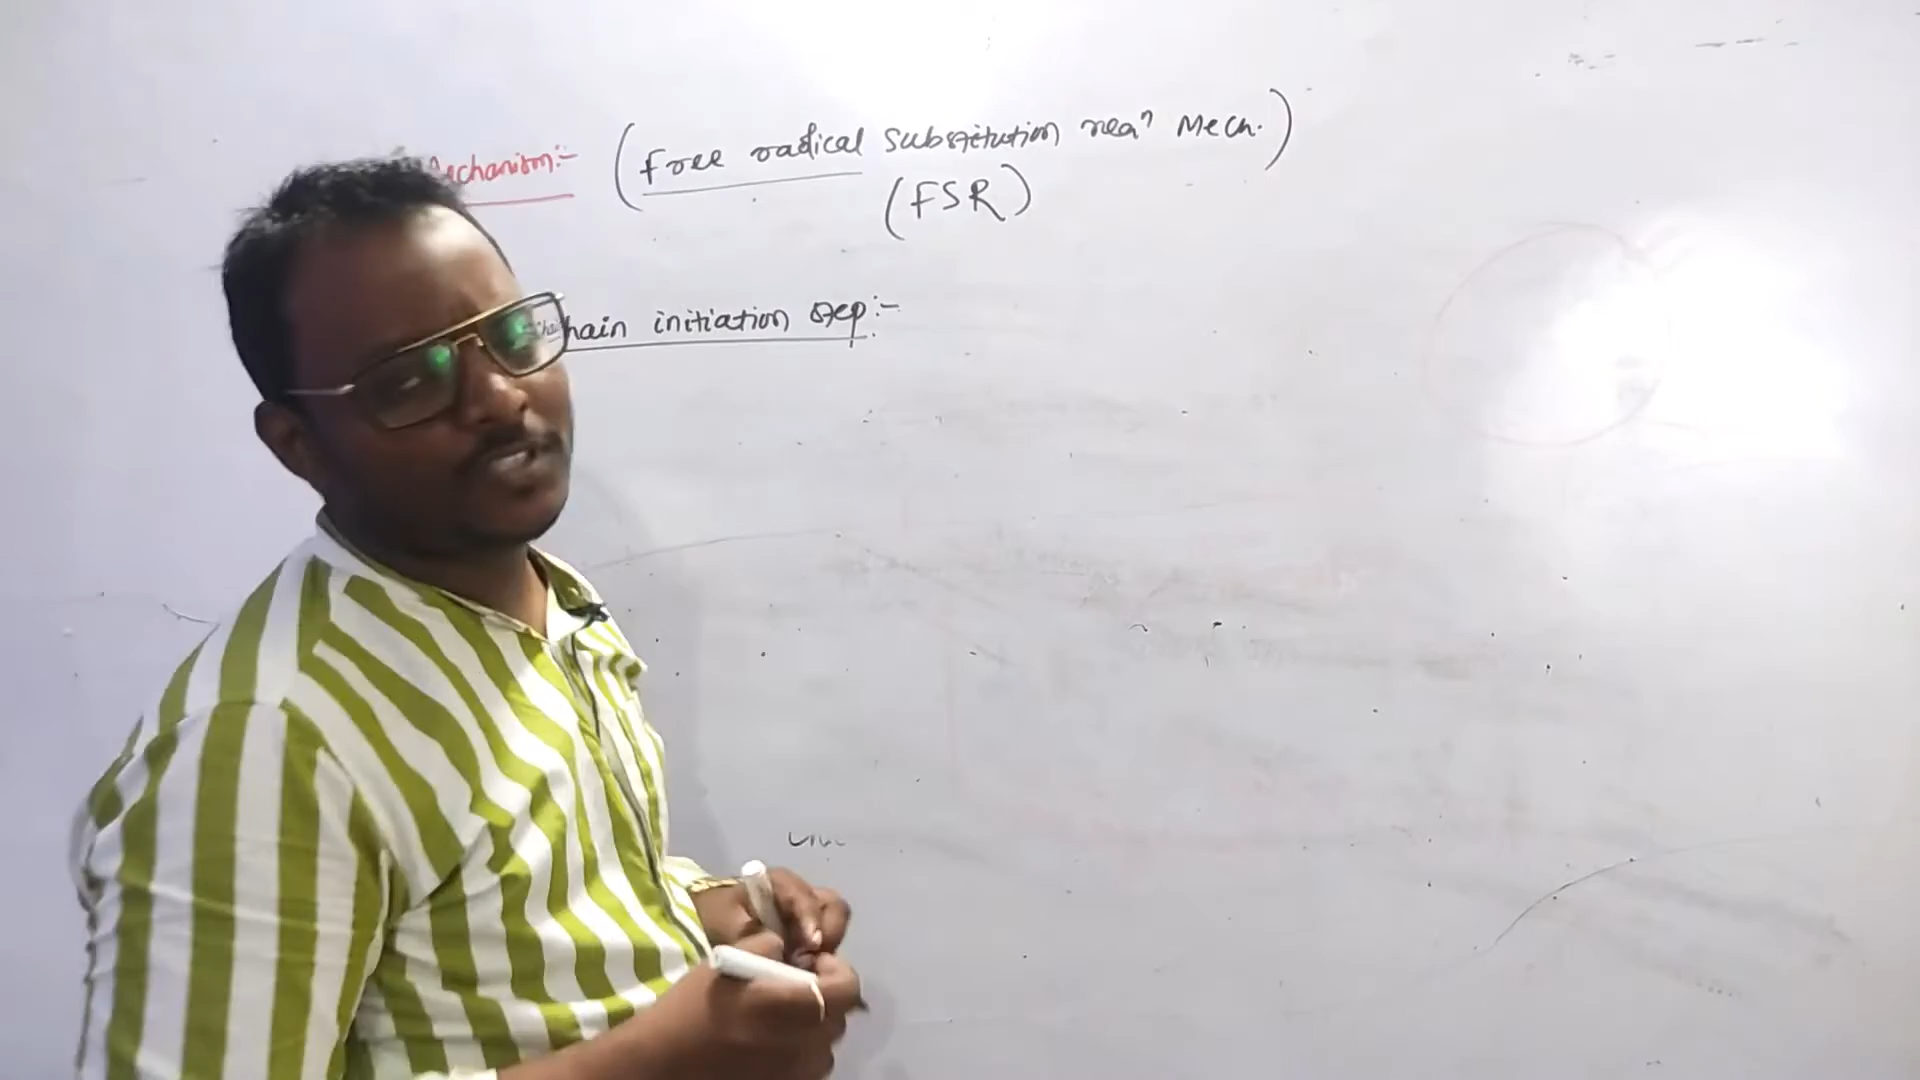 Mechanism:- (Free radical substitution reaⁿ Mech.)
(FSR)
Chain initiation step:-